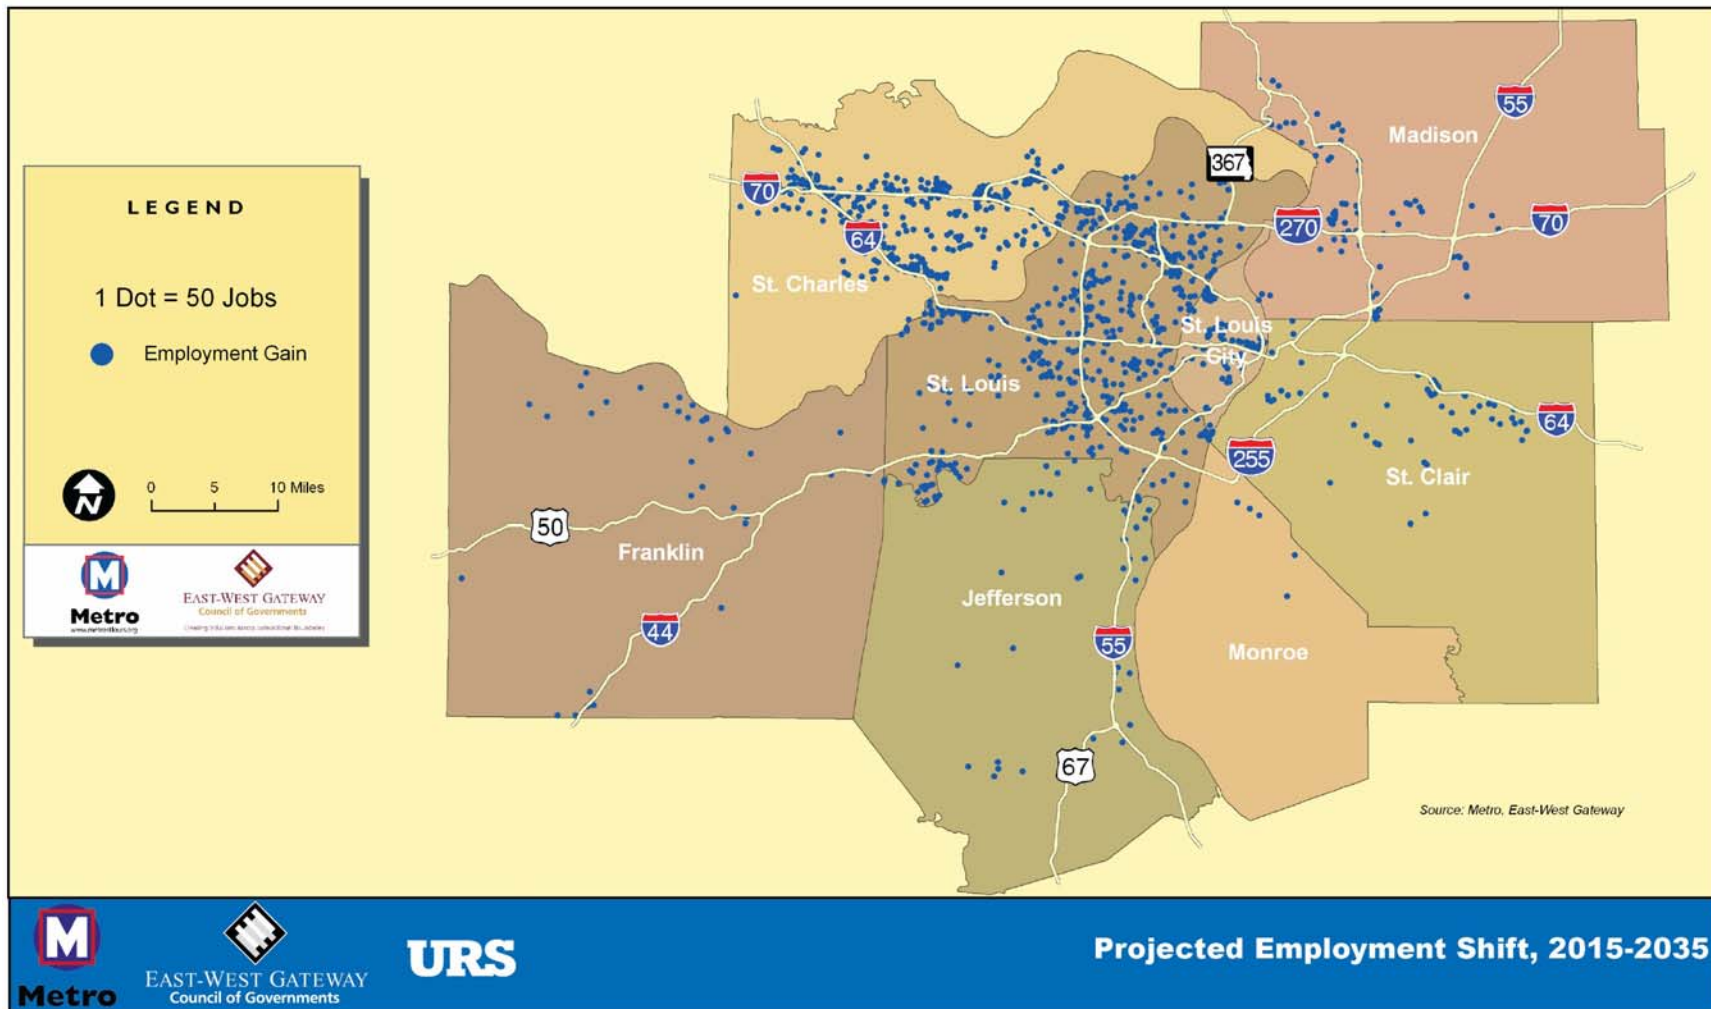 LEGEND
1 Dot = 50 Jobs
Employment Gain
N
0 5 10 Miles
M
Metro
EAST-WEST GATEWAY
Council of Governments
55
Madison
367
70
270
70
64
St. Charles
St. Louis
City
St. Louis
64
255
St. Clair
50
Franklin
Jefferson
44
55
Monroe
67
Source: Metro, East-West Gateway
M
Metro
EAST-WEST GATEWAY
Council of Governments
URS
Projected Employment Shift, 2015-2035